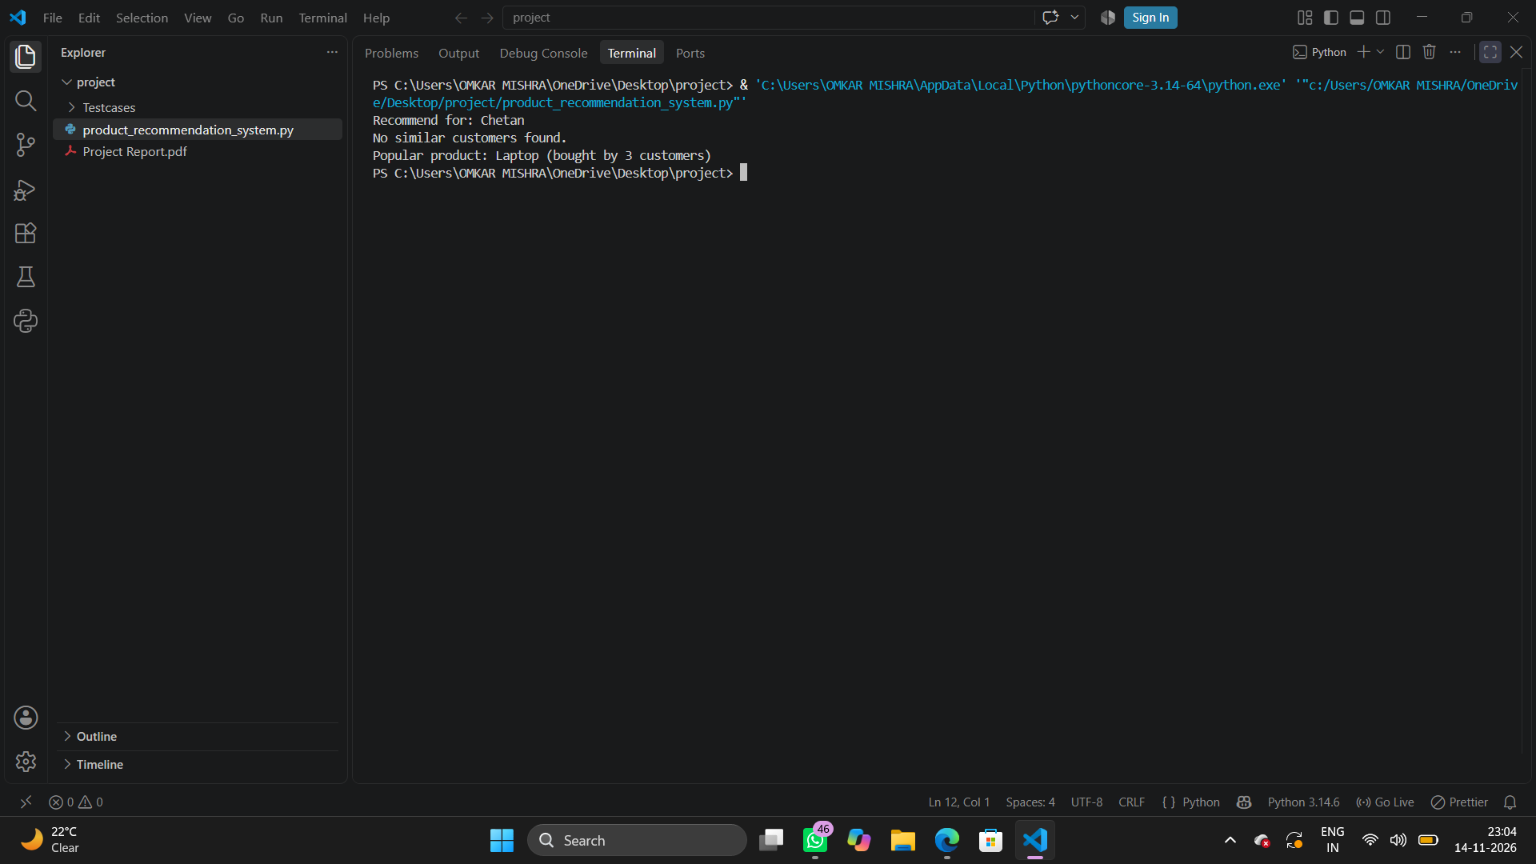 File Edit Selection View Go Run Terminal Help
project
Sign In
Explorer
Problems Output Debug Console Terminal Ports
Python
project
Testcases
product_recommendation_system.py
Project Report.pdf
PS C:\Users\OMKAR MISHRA\OneDrive\Desktop\project> & 'C:\Users\OMKAR MISHRA\AppData\Local\Python\pythoncore-3.14-64\python.exe' '"c:/Users/OMKAR MISHRA/OneDriv
e/Desktop/project/product_recommendation_system.py"'
Recommend for: Chetan
No similar customers found.
Popular product: Laptop (bought by 3 customers)
PS C:\Users\OMKAR MISHRA\OneDrive\Desktop\project>
Outline
Timeline
0 0
Ln 12, Col 1 Spaces: 4 UTF-8 CRLF { } Python Python 3.14.6 Go Live Prettier
22°C
Clear
Search
46
ENG
IN
23:04
14-11-2026